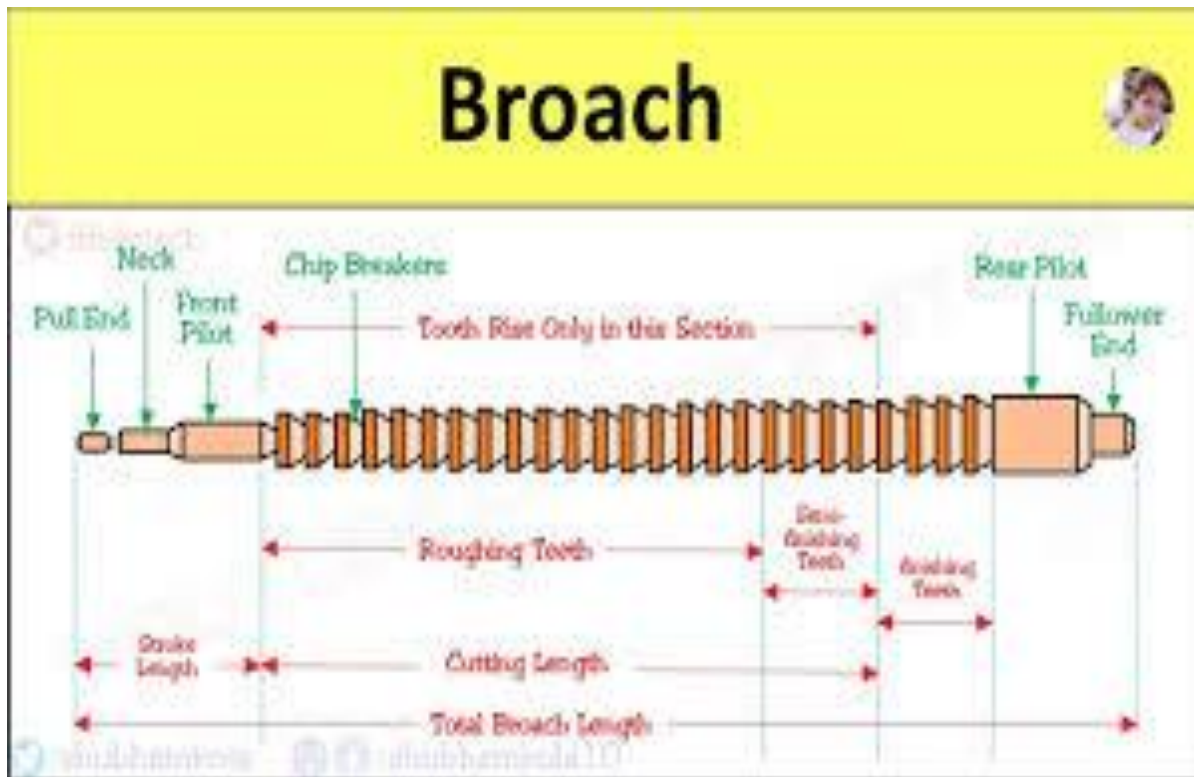 Broach
Neck
Chip Breakers
Rear Pilot
Pull End
Front
Pilot
Tooth Rise Only in this Section
Follower
End
Roughing Teeth
Semi-
finishing
Teeth
finishing
Teeth
Stroke
Length
Cutting Length
Total Broach Length